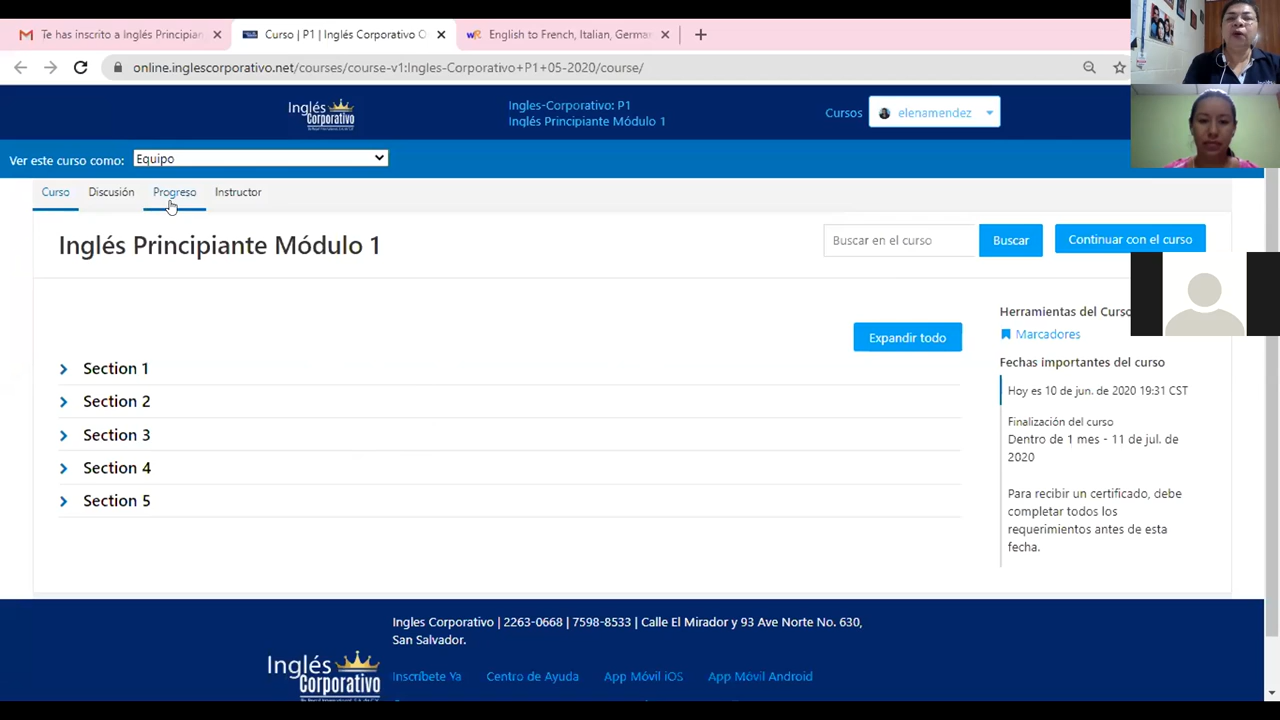 Te has inscrito a Inglés Principian
Curso | P1 | Inglés Corporativo O
English to French, Italian, Germa
online.inglescorporativo.net/courses/course-v1:Ingles-Corporativo+P1+05-2020/course/
Inglés
Corporativo
Ingles-Corporativo: P1
Inglés Principiante Módulo 1
Cursos
elenamendez
Ver este curso como:
Equipo
Curso
Discusión
Progreso
Instructor
Inglés Principiante Módulo 1
Buscar en el curso
Buscar
Continuar con el curso
Expandir todo
Section 1
Section 2
Section 3
Section 4
Section 5
Herramientas del Curso
Marcadores
Fechas importantes del curso
Hoy es 10 de jun. de 2020 19:31 CST
Finalización del curso
Dentro de 1 mes - 11 de jul. de
2020
Para recibir un certificado, debe
completar todos los
requerimientos antes de esta
fecha.
Inglés
Corporativo
Ingles Corporativo | 2263-0668 | 7598-8533 | Calle El Mirador y 93 Ave Norte No. 630,
San Salvador.
Inscríbete Ya
Centro de Ayuda
App Móvil iOS
App Móvil Android